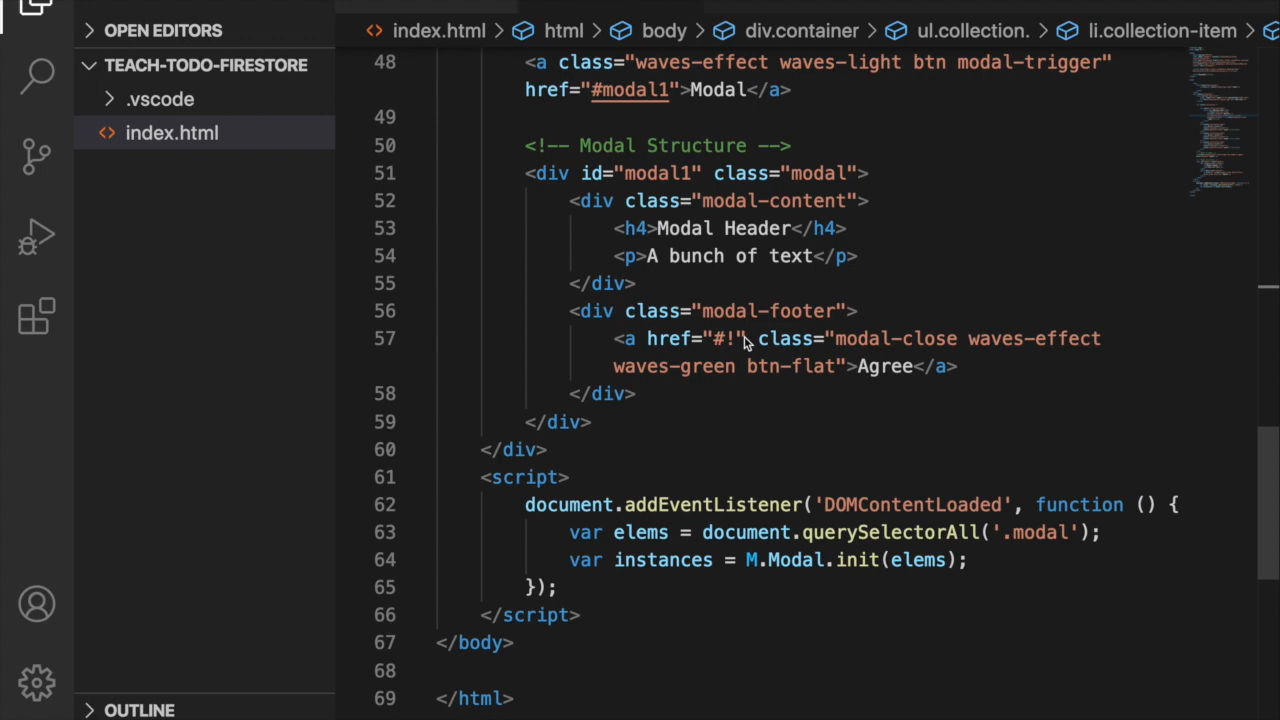 OPEN EDITORS
index.html > html > body > div.container > ul.collection. > li.collection-item >
TEACH-TODO-FIRESTORE
.vscode
index.html
48 <a class="waves-effect waves-light btn modal-trigger"
href="#modal1">Modal</a>
49
50 <!-- Modal Structure -->
51 <div id="modal1" class="modal">
52 <div class="modal-content">
53 <h4>Modal Header</h4>
54 <p>A bunch of text</p>
55 </div>
56 <div class="modal-footer">
57 <a href="#!" class="modal-close waves-effect
waves-green btn-flat">Agree</a>
58 </div>
59 </div>
60 </div>
61 <script>
62 document.addEventListener('DOMContentLoaded', function () {
63 var elems = document.querySelectorAll('.modal');
64 var instances = M.Modal.init(elems);
65 });
66 </script>
67 </body>
68
69 </html>
OUTLINE